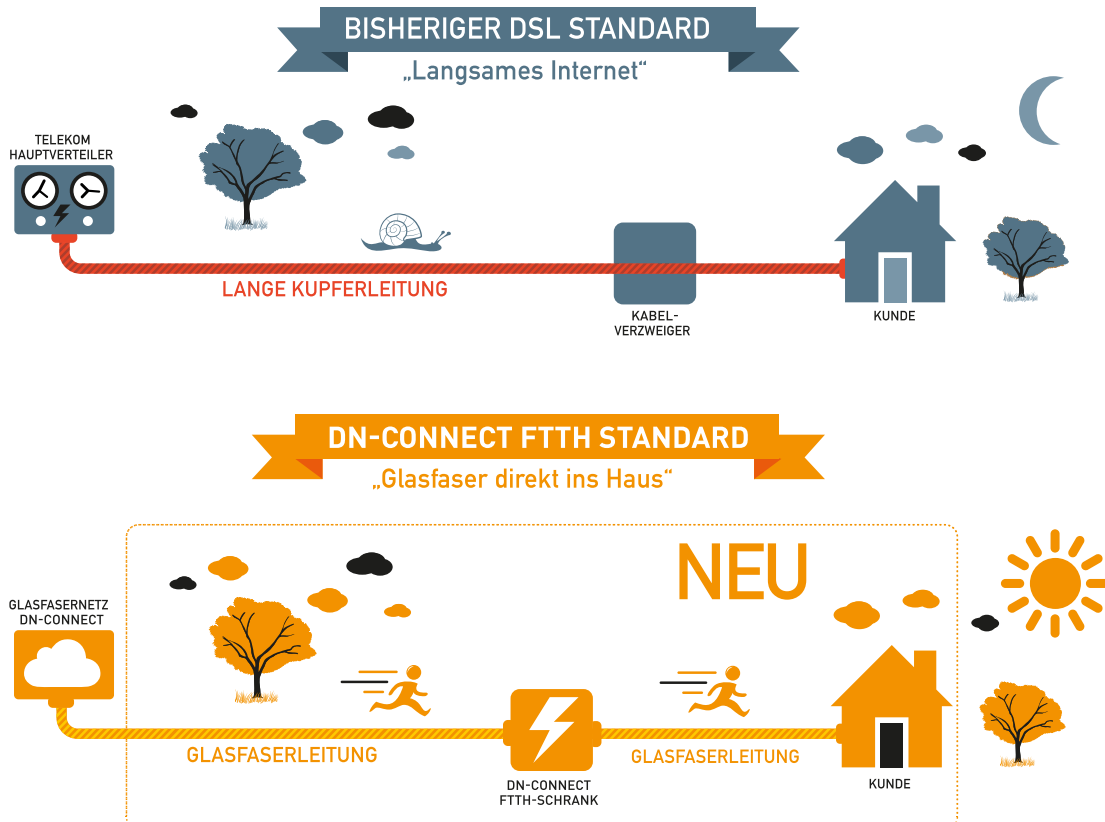 BISHERIGER DSL STANDARD
„Langsames Internet“
TELEKOM
HAUPTVERTEILER
LANGE KUPFERLEITUNG
KABEL-
VERZWEIGER
KUNDE
DN-CONNECT FTTH STANDARD
„Glasfaser direkt ins Haus“
NEU
GLASFASERNETZ
DN-CONNECT
GLASFASERLEITUNG
GLASFASERLEITUNG
DN-CONNECT
FTTH-SCHRANK
KUNDE